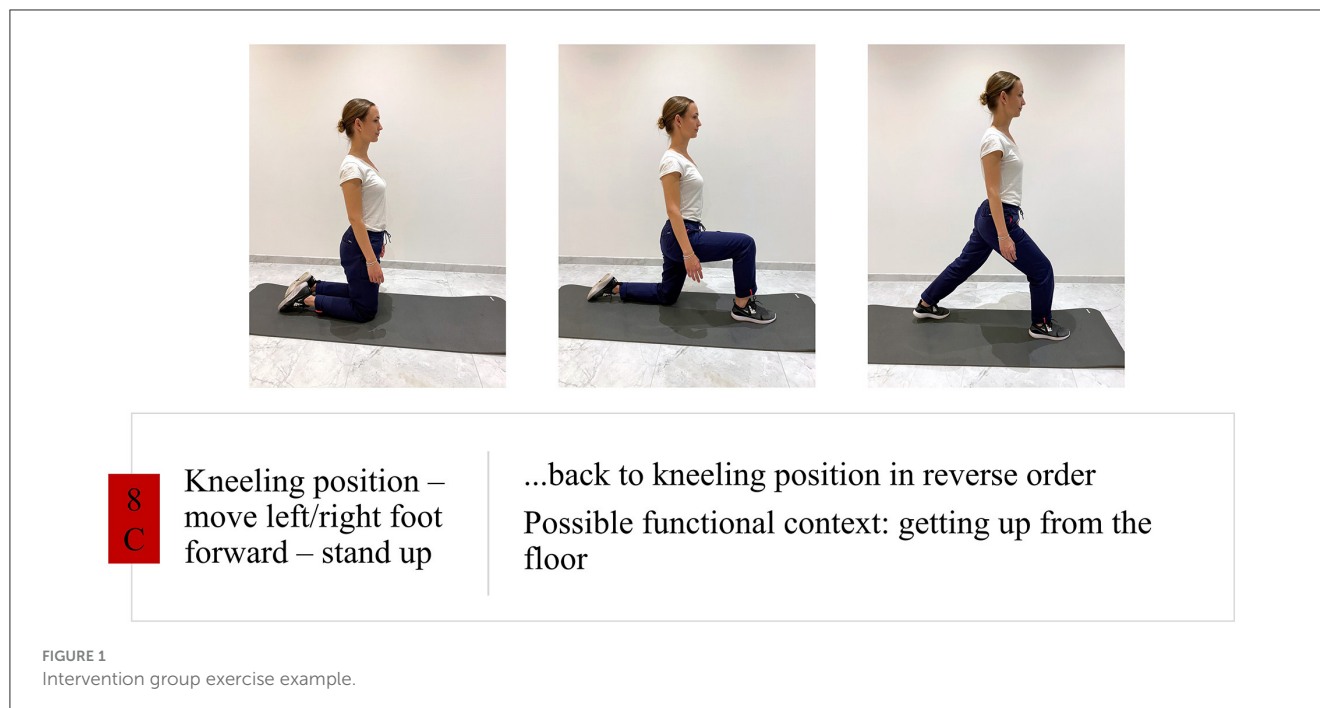 8
C
Kneeling position –
move left/right foot
forward – stand up
...back to kneeling position in reverse order
Possible functional context: getting up from the
floor
FIGURE 1
Intervention group exercise example.